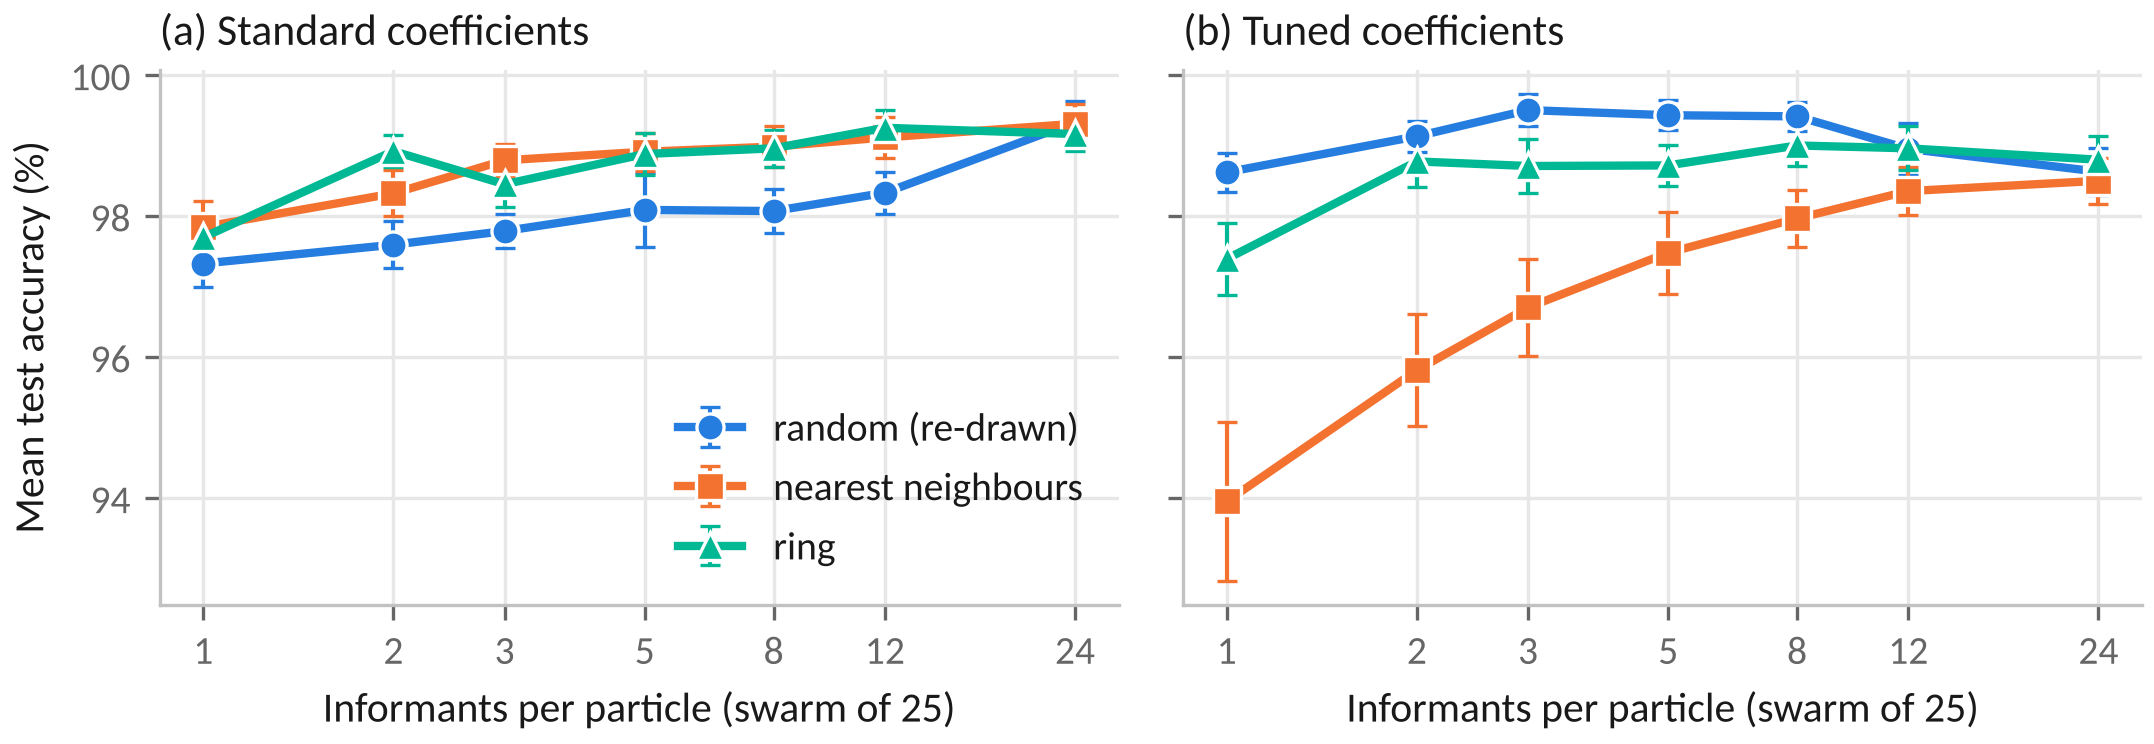 (a) Standard coefficients
(b) Tuned coefficients
Mean test accuracy (%)
100
98
96
94
random (re-drawn)
nearest neighbours
ring
1 2 3 5 8 12 24
1 2 3 5 8 12 24
Informants per particle (swarm of 25)
Informants per particle (swarm of 25)